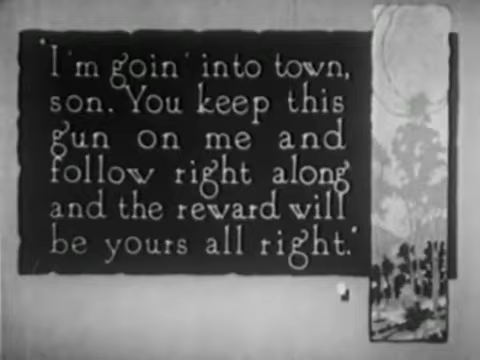 "I'm goin' into town,
son. You keep this
gun on me and
follow right along
and the reward will
be yours all right."